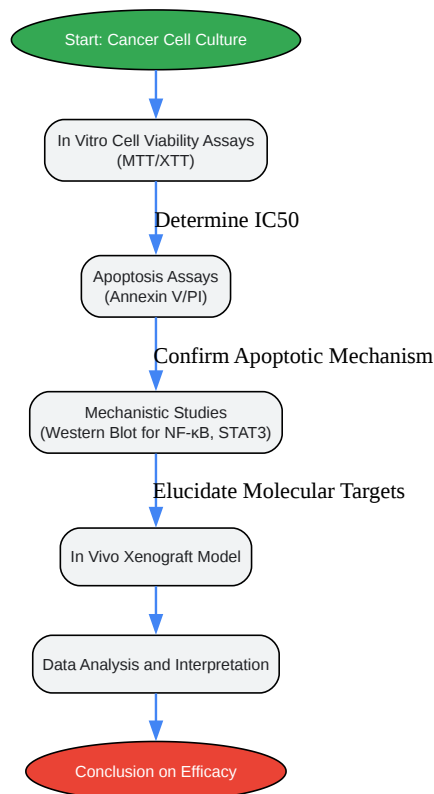 Start: Cancer Cell Culture
In Vitro Cell Viability Assays
(MTT/XTT)
Determine IC50
Apoptosis Assays
(Annexin V/PI)
Confirm Apoptotic Mechanism
Mechanistic Studies
(Western Blot for NF-κB, STAT3)
Elucidate Molecular Targets
In Vivo Xenograft Model
Data Analysis and Interpretation
Conclusion on Efficacy